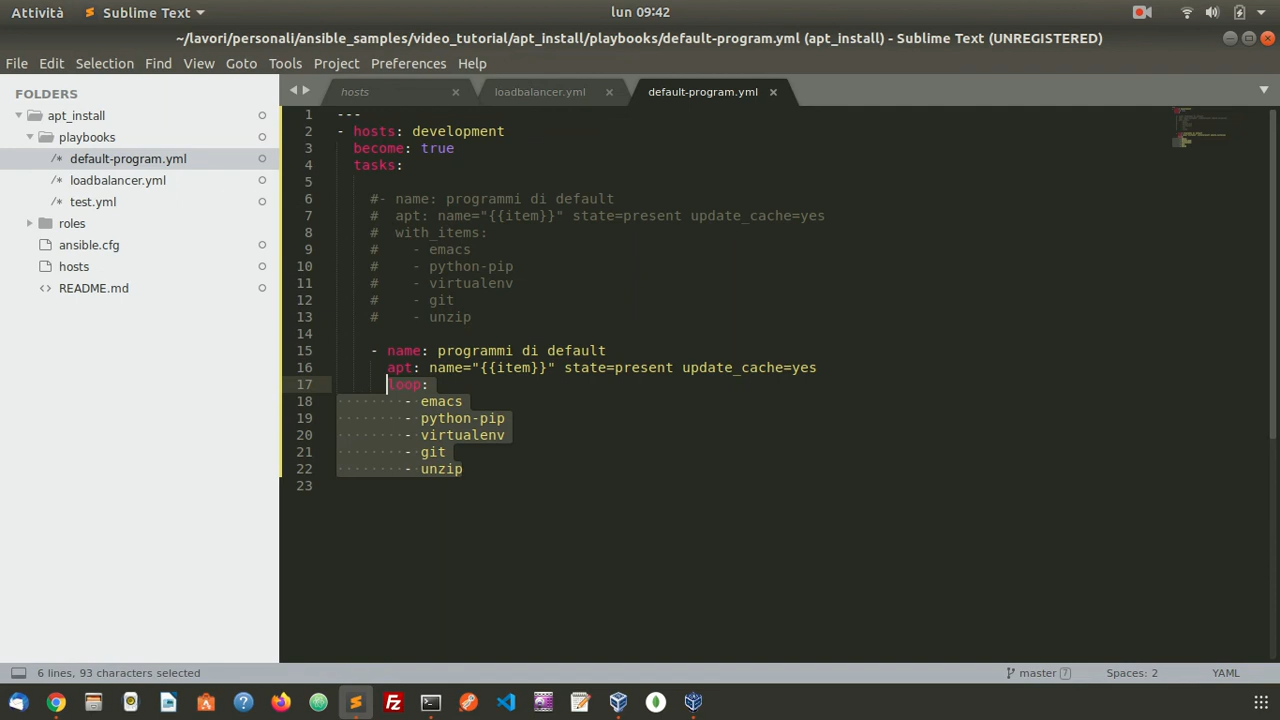 Attività
Sublime Text
lun 09:42
~/lavori/personali/ansible_samples/video_tutorial/apt_install/playbooks/default-program.yml (apt_install) - Sublime Text (UNREGISTERED)
File Edit Selection Find View Goto Tools Project Preferences Help
FOLDERS
apt_install
playbooks
/* default-program.yml
/* loadbalancer.yml
/* test.yml
roles
ansible.cfg
hosts
<> README.md
hosts ×
loadbalancer.yml ×
default-program.yml ×
1 ---
2 - hosts: development
3 become: true
4 tasks:
5
6 #- name: programmi di default
7 # apt: name="{{item}}" state=present update_cache=yes
8 # with_items:
9 # - emacs
10 # - python-pip
11 # - virtualenv
12 # - git
13 # - unzip
14
15 - name: programmi di default
16 apt: name="{{item}}" state=present update_cache=yes
17 loop:
18 - emacs
19 - python-pip
20 - virtualenv
21 - git
22 - unzip
23
6 lines, 93 characters selected
master 7
Spaces: 2
YAML